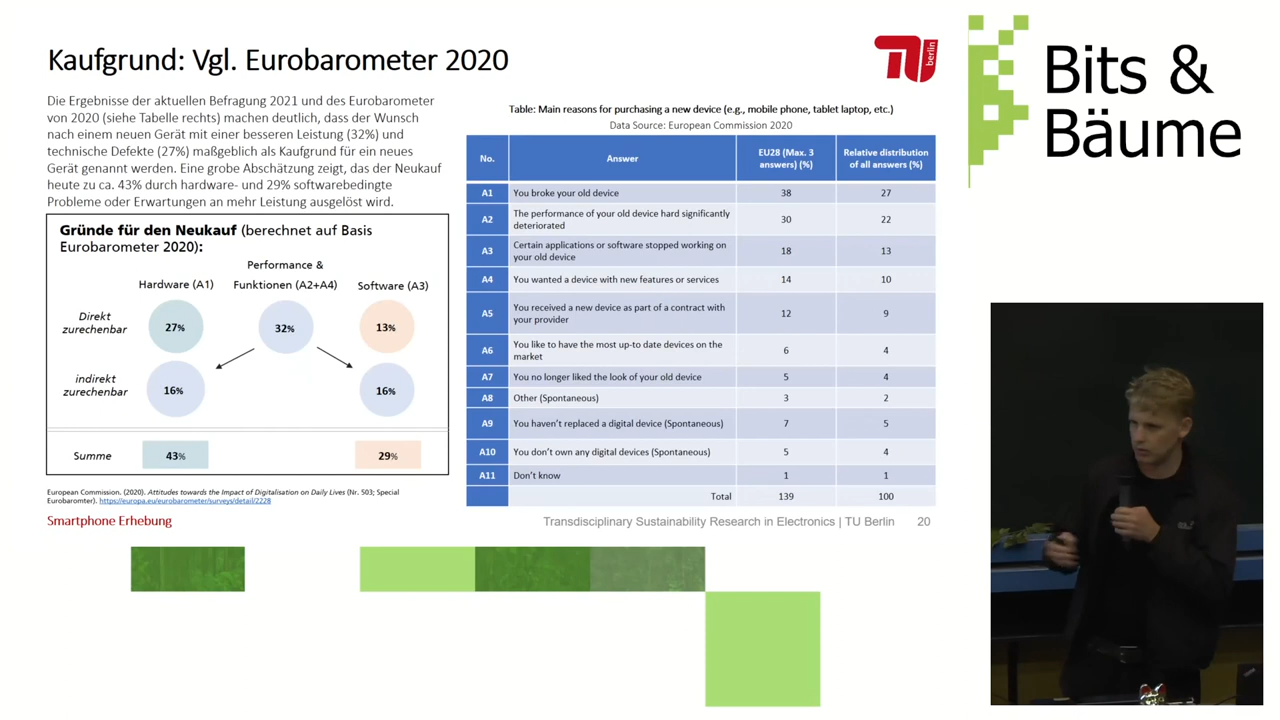 Kaufgrund: Vgl. Eurobarometer 2020
TU berlin
Bits &
Bäume
Die Ergebnisse der aktuellen Befragung 2021 und des Eurobarometer
von 2020 (siehe Tabelle rechts) machen deutlich, dass der Wunsch
nach einem neuen Gerät mit einer besseren Leistung (32%) und
technische Defekte (27%) maßgeblich als Kaufgrund für ein neues
Gerät genannt werden. Eine grobe Abschätzung zeigt, das der Neukauf
heute zu ca. 43% durch hardware- und 29% softwarebedingte
Probleme oder Erwartungen an mehr Leistung ausgelöst wird.
Gründe für den Neukauf (berechnet auf Basis
Eurobarometer 2020):
Hardware (A1)
Performance &
Funktionen (A2+A4)
Software (A3)
Direkt
zurechenbar
27%
32%
13%
indirekt
zurechenbar
16%
16%
Summe
43%
29%
European Commission. (2020). Attitudes towards the Impact of Digitalisation on Daily Lives (Nr. 503; Special
Eurobaromter). https://europa.eu/eurobarometer/surveys/detail/2228
Table: Main reasons for purchasing a new device (e.g., mobile phone, tablet laptop, etc.)
Data Source: European Commission 2020
No.
Answer
EU28 (Max. 3
answers) (%)
Relative distribution
of all answers (%)
A1 You broke your old device 38 27
A2 The performance of your old device hard significantly
deteriorated 30 22
A3 Certain applications or software stopped working on
your old device 18 13
A4 You wanted a device with new features or services 14 10
A5 You received a new device as part of a contract with
your provider 12 9
A6 You like to have the most up-to date devices on the
market 6 4
A7 You no longer liked the look of your old device 5 4
A8 Other (Spontaneous) 3 2
A9 You haven't replaced a digital device (Spontaneous) 7 5
A10 You don't own any digital devices (Spontaneous) 5 4
A11 Don't know 1 1
Total 139 100
Smartphone Erhebung
Transdisciplinary Sustainability Research in Electronics | TU Berlin 20